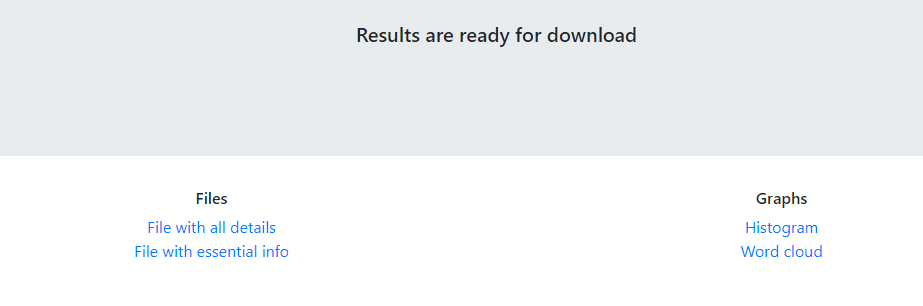 Results are ready for download
Files
File with all details
File with essential info
Graphs
Histogram
Word cloud